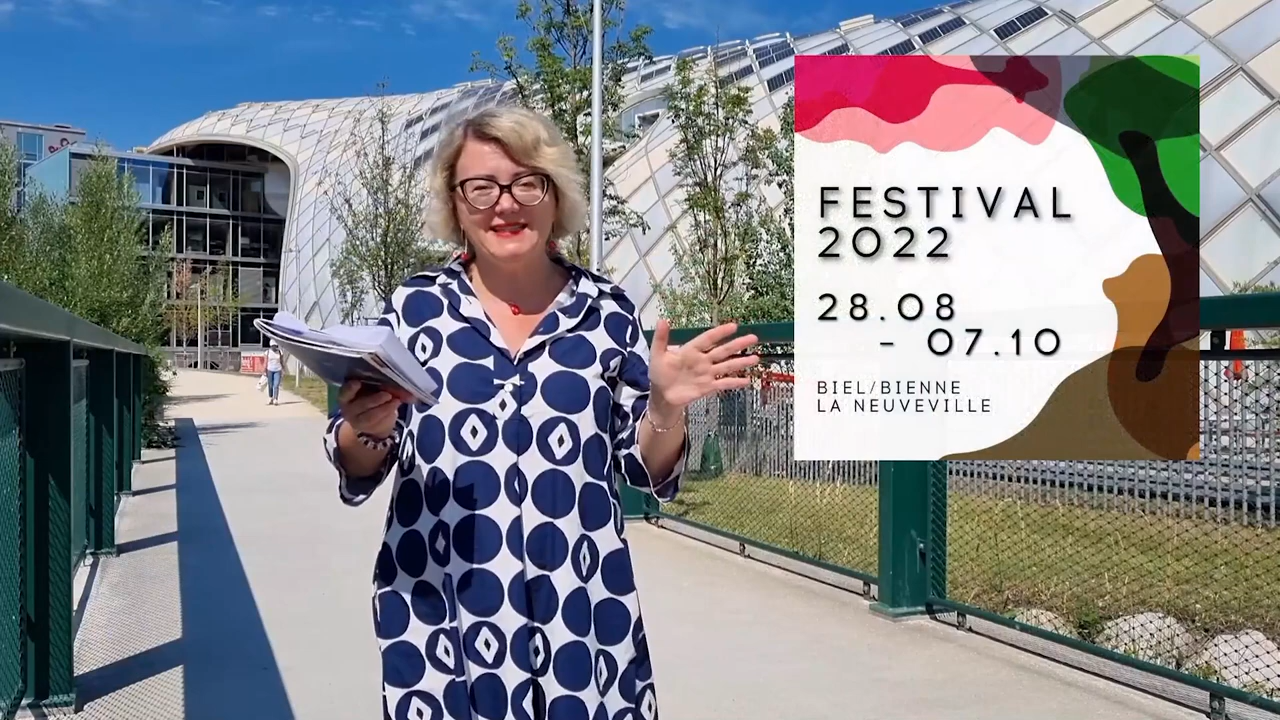 FESTIVAL
2022
28.08
- 07.10
BIEL/BIENNE
LA NEUVEVILLE